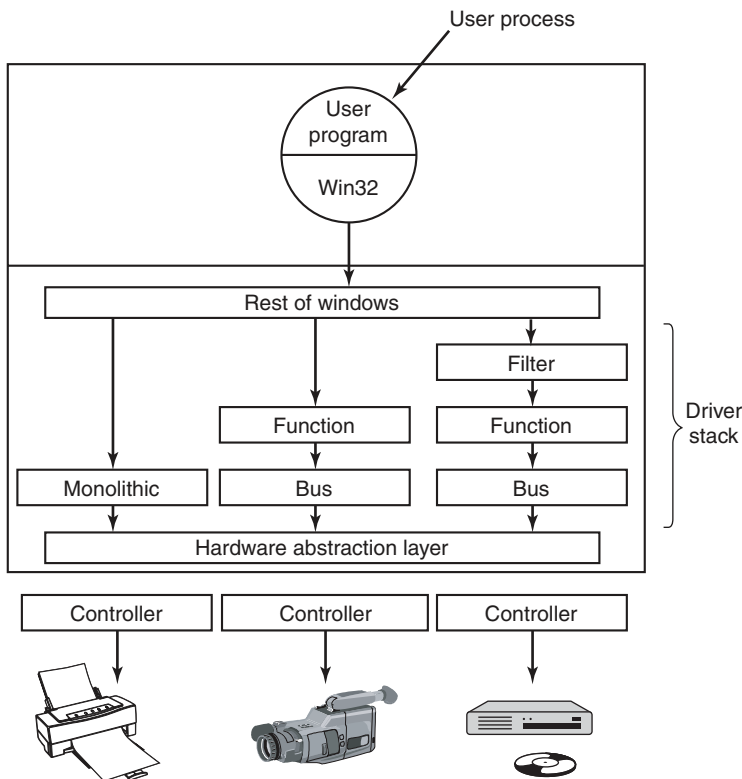 User process
User
program
Win32
Rest of windows
Filter
Function
Function
Driver
stack
Monolithic
Bus
Bus
Hardware abstraction layer
Controller
Controller
Controller